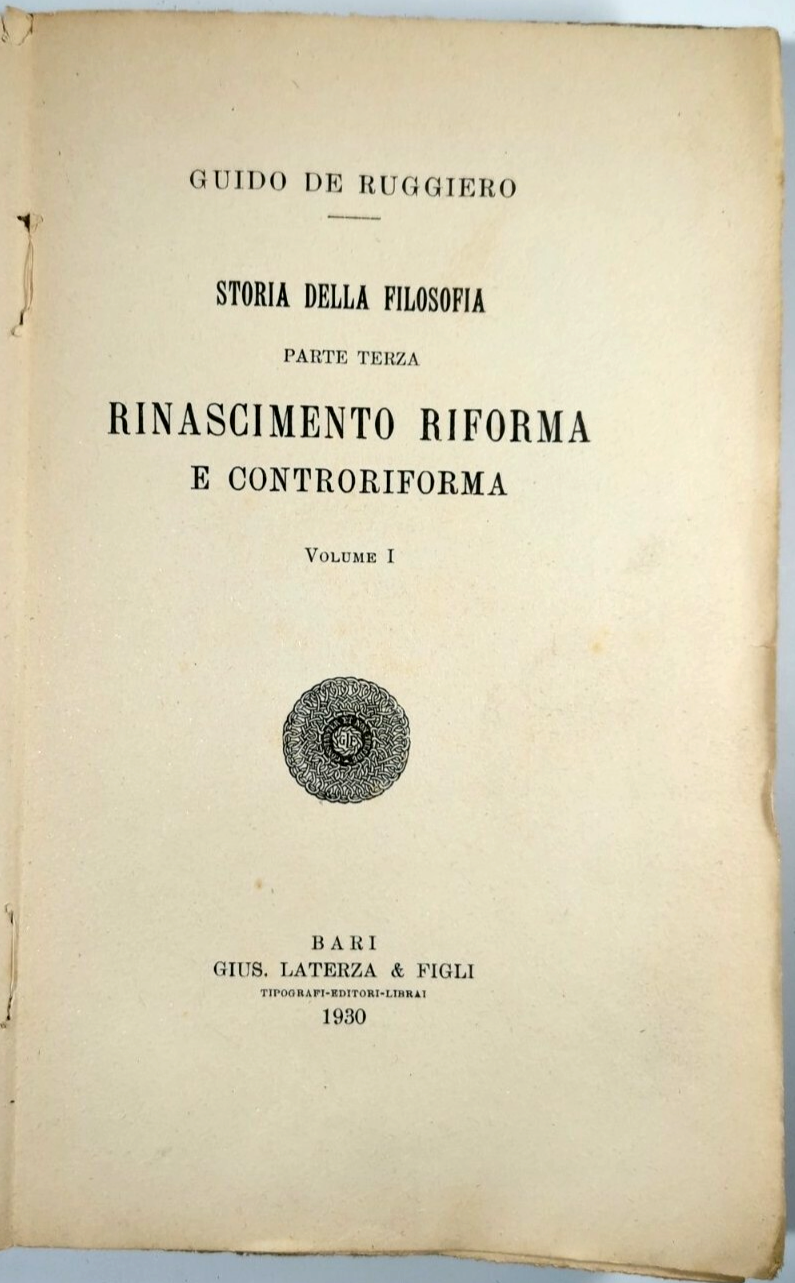 GUIDO DE RUGGIERO
STORIA DELLA FILOSOFIA
PARTE TERZA
RINASCIMENTO RIFORMA
E CONTRORIFORMA
VOLUME I
BARI
GIUS. LATERZA & FIGLI
TIPOGRAFI-EDITORI-LIBRAI
1930